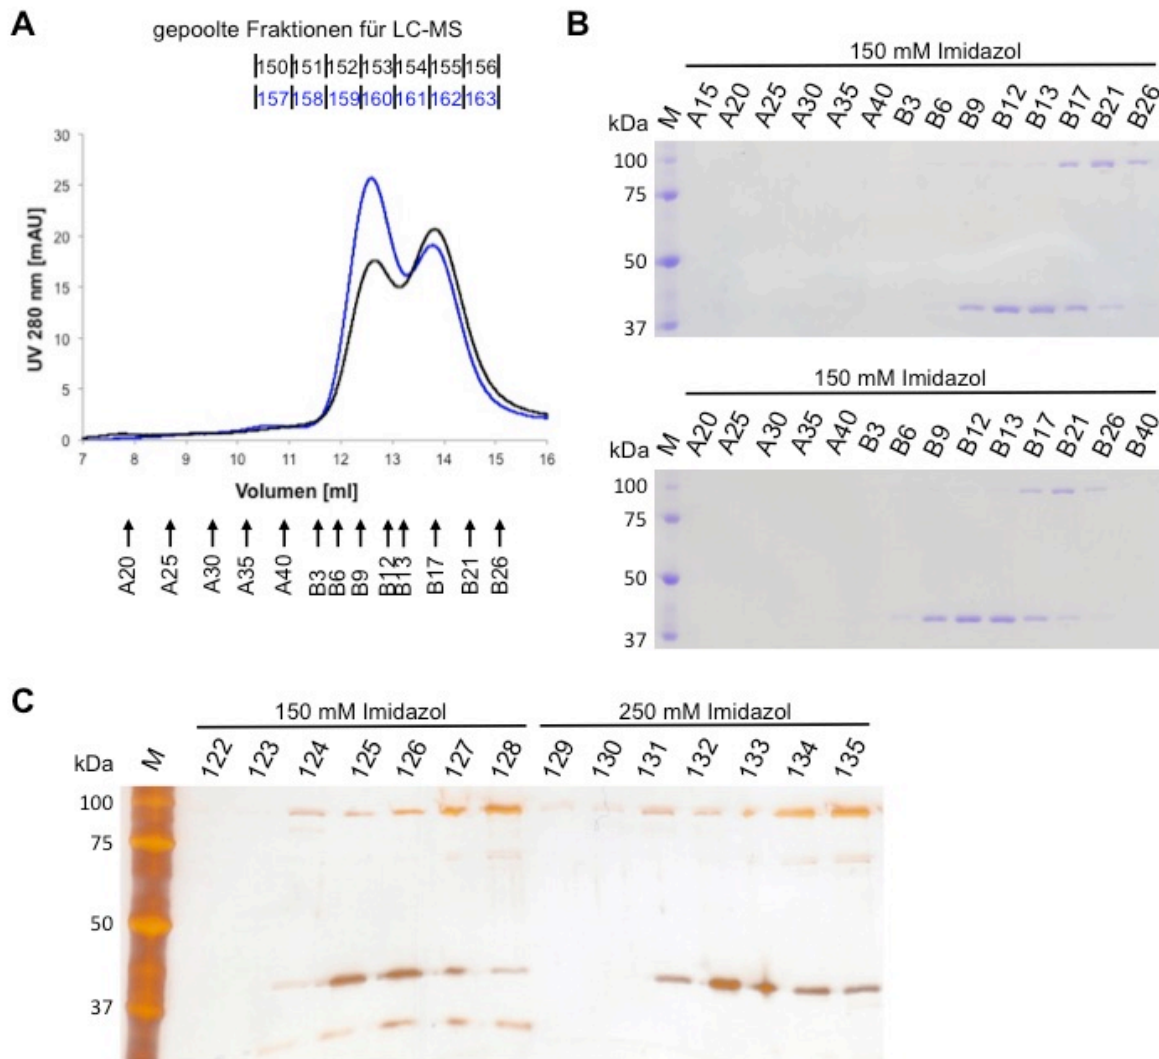 A
gepoolte Fraktionen für LC-MS
150 151 152 153 154 155 156
157 158 159 160 161 162 163
30
25
20
15
10
5
0
UV 280 nm [mAU]
7 8 9 10 11 12 13 14 15 16
Volumen [ml]
A20 A25 A30 A35 A40 B3 B6 B9 B12 B13 B17 B21 B26
B
150 mM Imidazol
kDa M A15 A20 A25 A30 A35 A40 B3 B6 B9 B12 B13 B17 B21 B26
100
75
50
37
150 mM Imidazol
kDa M A20 A25 A30 A35 A40 B3 B6 B9 B12 B13 B17 B21 B26 B40
100
75
50
37
C
150 mM Imidazol 250 mM Imidazol
kDa M 122 123 124 125 126 127 128 129 130 131 132 133 134 135
100
75
50
37